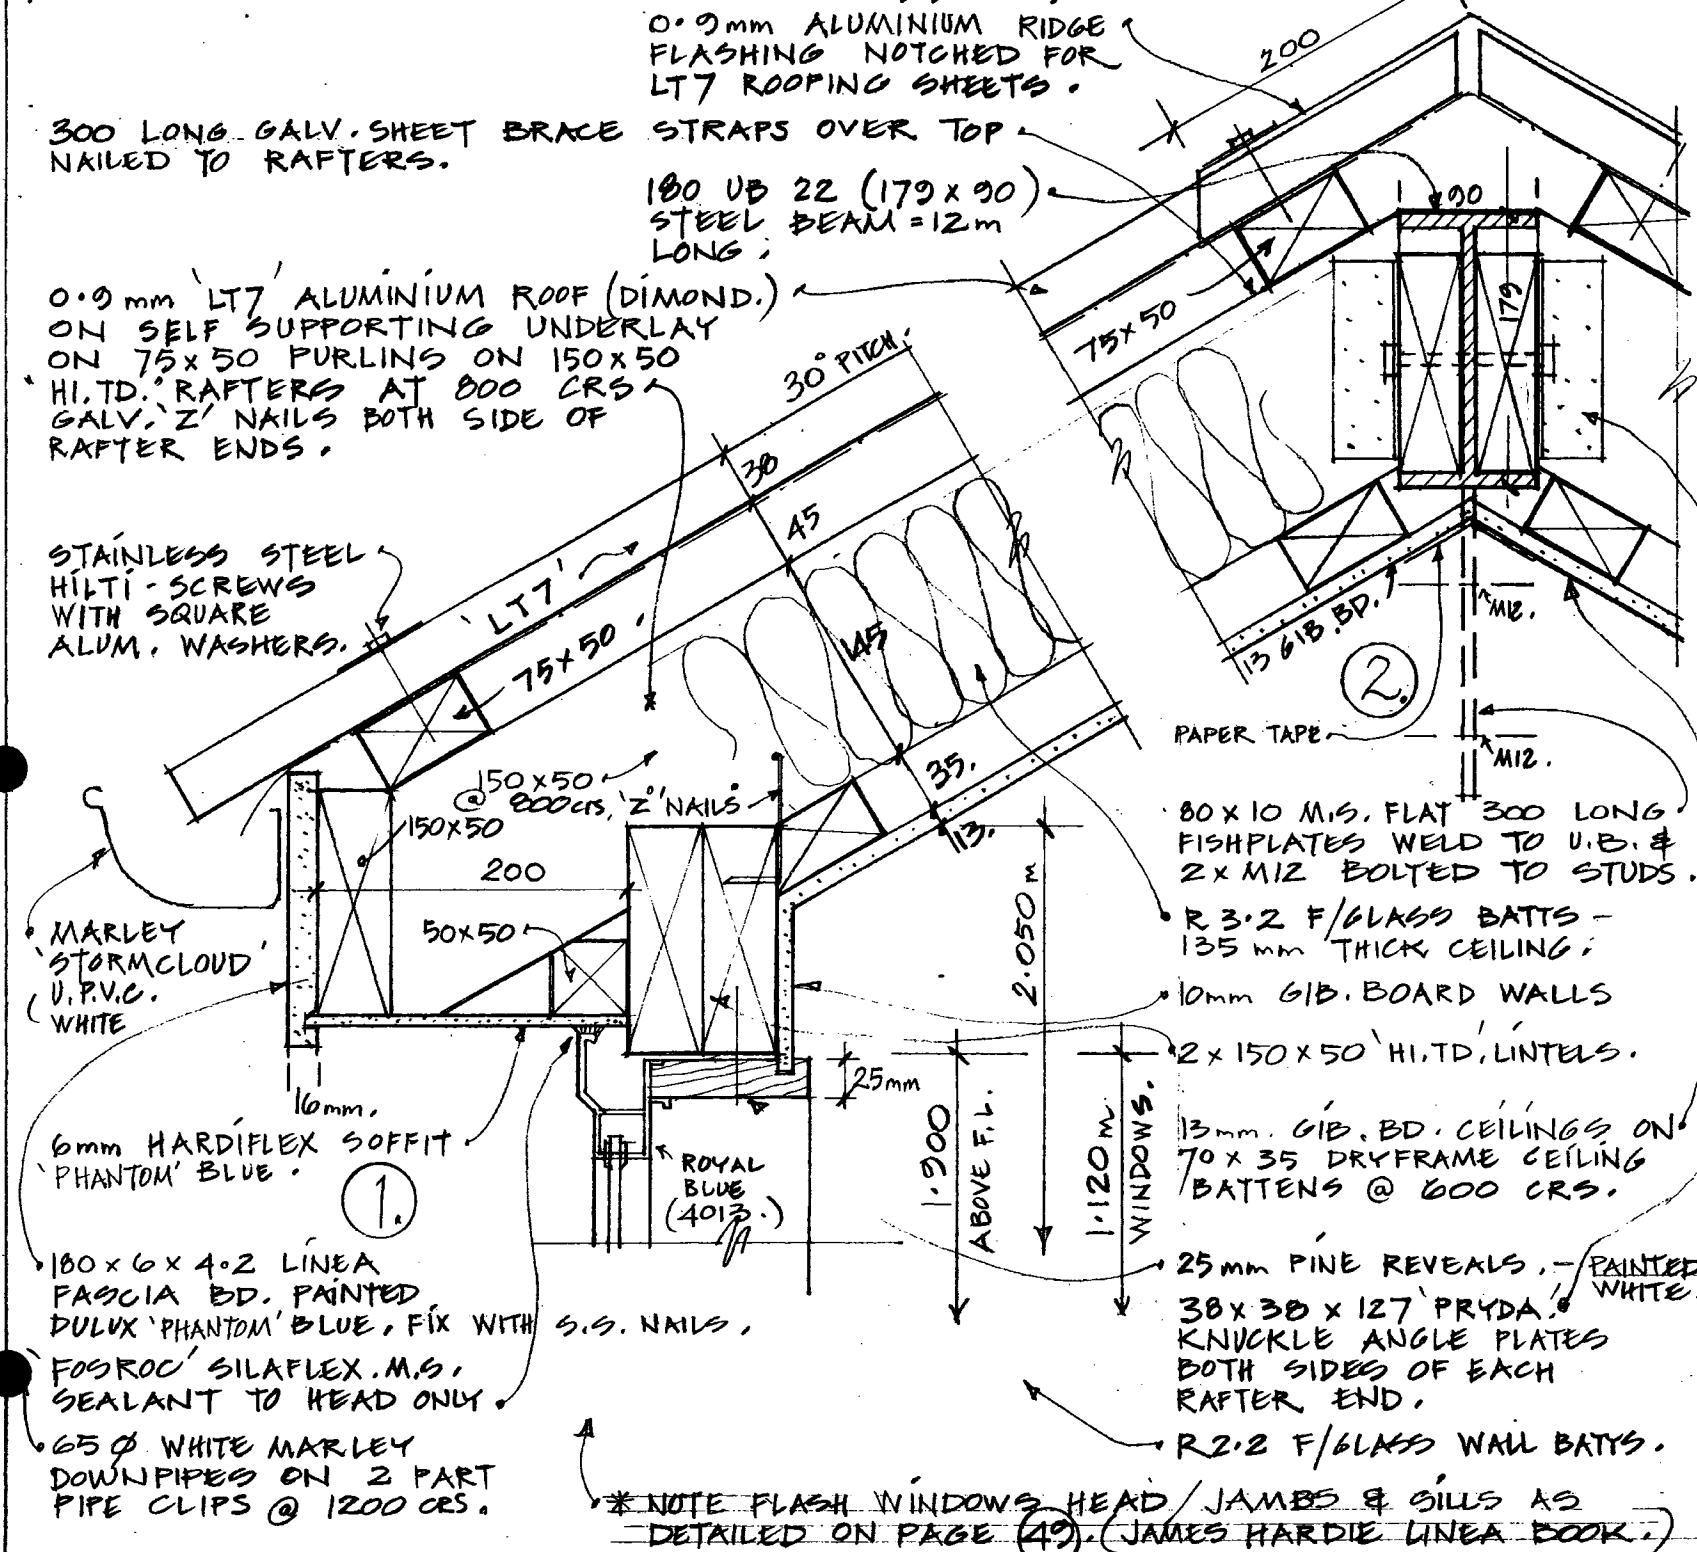 0.9mm ALUMINIUM RIDGE
FLASHING NOTCHED FOR
LT7 ROOFING SHEETS.
200
300 LONG GALV. SHEET BRACE STRAPS OVER TOP
NAILED TO RAFTERS.
180 UB 22 (179 x 90)
STEEL BEAM = 12m
LONG.
90
179
0.9mm 'LT7' ALUMINIUM ROOF (DIMOND.)
ON SELF SUPPORTING UNDERLAY
ON 75x50 PURLINS ON 150x50
'HI.TD.' RAFTERS AT 800 CRS
GALV. 'Z' NAILS BOTH SIDE OF
RAFTER ENDS.
75x50
30° PITCH.
38
45
145
35.
13.
STAINLESS STEEL
HILTI-SCREWS
WITH SQUARE
ALUM. WASHERS.
'LT7'
75x50
13 GIB. BD.
M12.
2.
PAPER TAPE
M12.
150x50
@ 800crs, 'Z' NAILS
150x50
200
50x50
80 x 10 M.S. FLAT 300 LONG
FISHPLATES WELD TO U.B. &
2 x M12 BOLTED TO STUDS.
R 3.2 F/GLASS BATTS -
135 mm THICK CEILING.
10mm GIB. BOARD WALLS
2 x 150 x 50 'HI.TD.' LINTELS.
13mm. GIB. BD. CEILINGS ON
70 x 35 DRYFRAME CEILING
BATTENS @ 600 CRS.
2.050m
25mm
1.900
ABOVE F.L.
1.120m
WINDOWS.
MARLEY
'STORMCLOUD'
U.P.V.C.
WHITE
16mm.
6mm HARDIFLEX SOFFIT
'PHANTOM' BLUE.
1.
ROYAL
BLUE
(4013.)
180 x 6 x 4.2 LINEA
FASCIA BD. PAINTED
DULUX 'PHANTOM' BLUE, FIX WITH S.S. NAILS.
'FOSROC' SILAFLEX.M.S.
SEALANT TO HEAD ONLY.
65 Ø WHITE MARLEY
DOWNPIPES ON 2 PART
PIPE CLIPS @ 1200 CRS.
25mm PINE REVEALS. - PAINTED
WHITE
38 x 38 x 127 'PRYDA'
KNUCKLE ANGLE PLATES
BOTH SIDES OF EACH
RAFTER END.
R2.2 F/GLASS WALL BATTS.
* NOTE FLASH WINDOWS HEAD/JAMBS & SILLS AS
DETAILED ON PAGE (49). (JAMES HARDIE LINEA BOOK.)